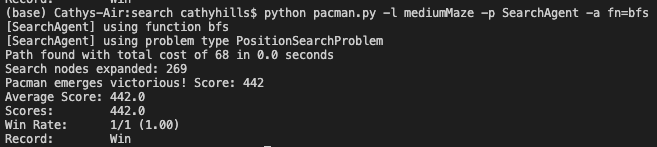 Record:        Win
(base) Cathys-Air:search cathyhills$ python pacman.py -l mediumMaze -p SearchAgent -a fn=bfs
[SearchAgent] using function bfs
[SearchAgent] using problem type PositionSearchProblem
Path found with total cost of 68 in 0.0 seconds
Search nodes expanded: 269
Pacman emerges victorious! Score: 442
Average Score: 442.0
Scores:        442.0
Win Rate:      1/1 (1.00)
Record:        Win